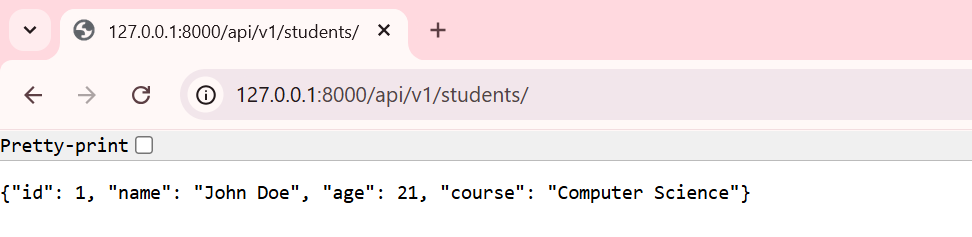 127.0.0.1:8000/api/v1/students/
127.0.0.1:8000/api/v1/students/
Pretty-print
{"id": 1, "name": "John Doe", "age": 21, "course": "Computer Science"}